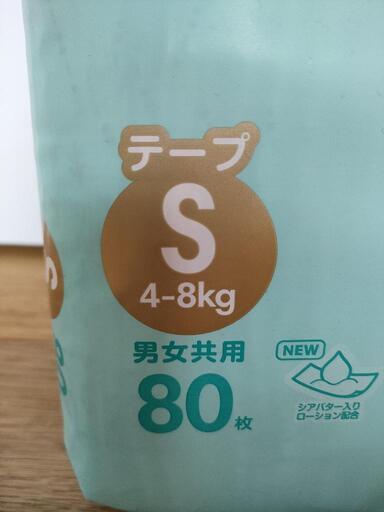 テープ
S
4-8kg
男女共用
80枚
NEW
シアバター入り
ローション配合